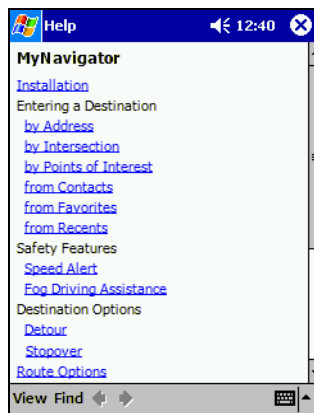 Help 12:40
MyNavigator
Installation
Entering a Destination
by Address
by Intersection
by Points of Interest
from Contacts
from Favorites
from Recents
Safety Features
Speed Alert
Fog Driving Assistance
Destination Options
Detour
Stopover
Route Options
View Find